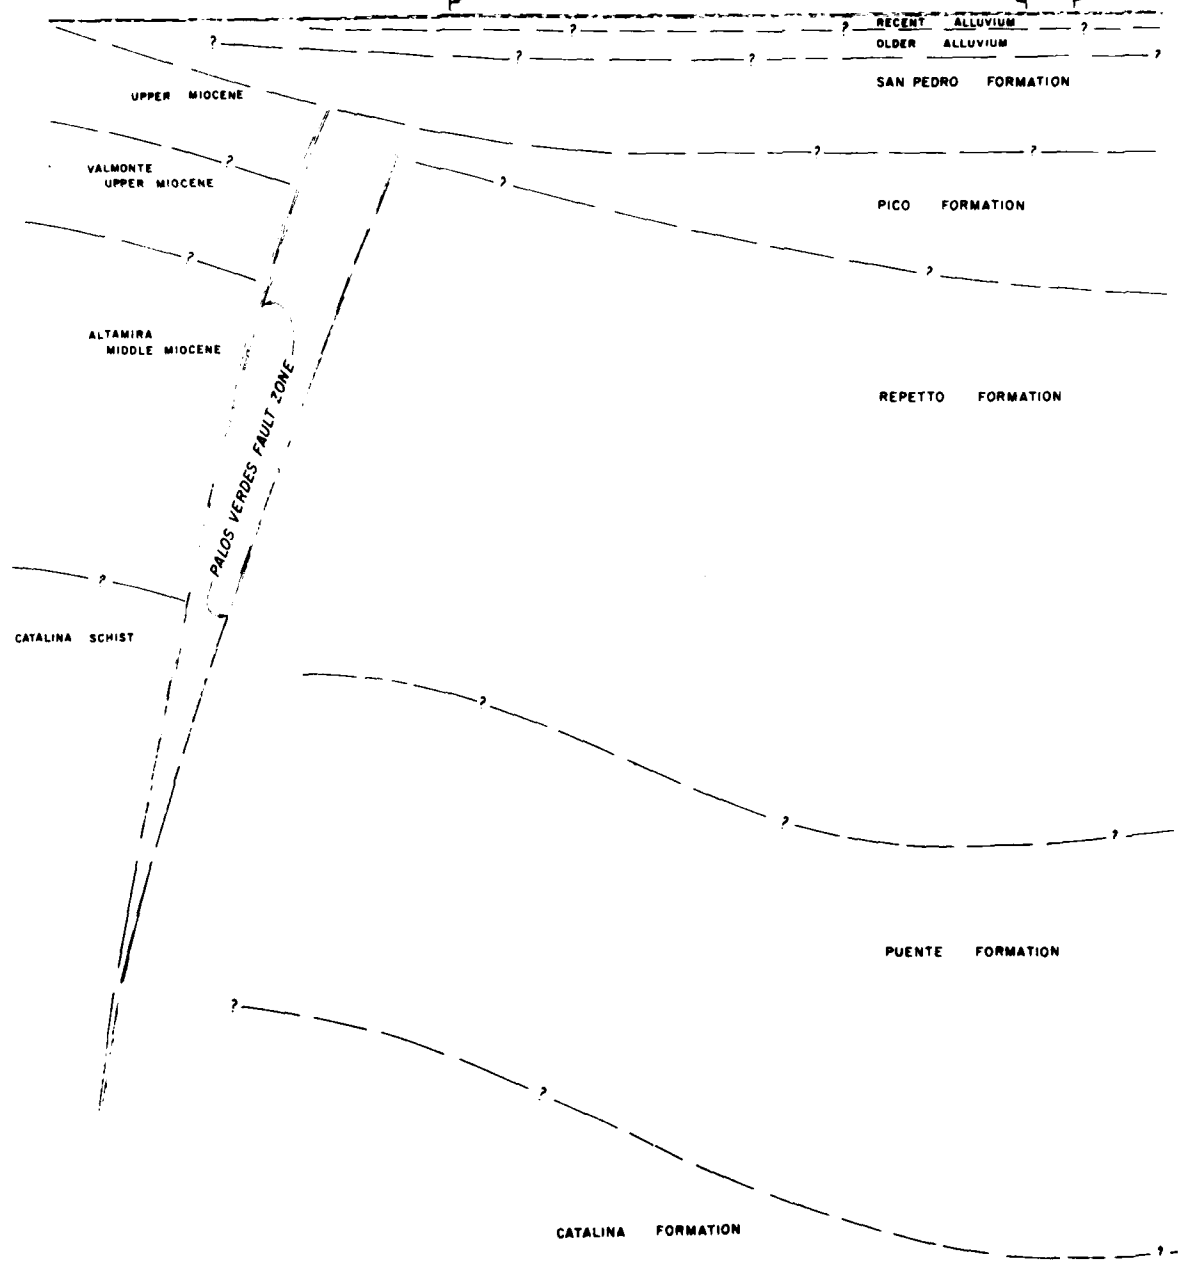 RECENT ALLUVIUM
OLDER ALLUVIUM
SAN PEDRO FORMATION
UPPER MIOCENE
VALMONTE
UPPER MIOCENE
PICO FORMATION
ALTAMIRA
MIDDLE MIOCENE
REPETTO FORMATION
PALOS VERDES FAULT ZONE
CATALINA SCHIST
PUENTE FORMATION
CATALINA FORMATION